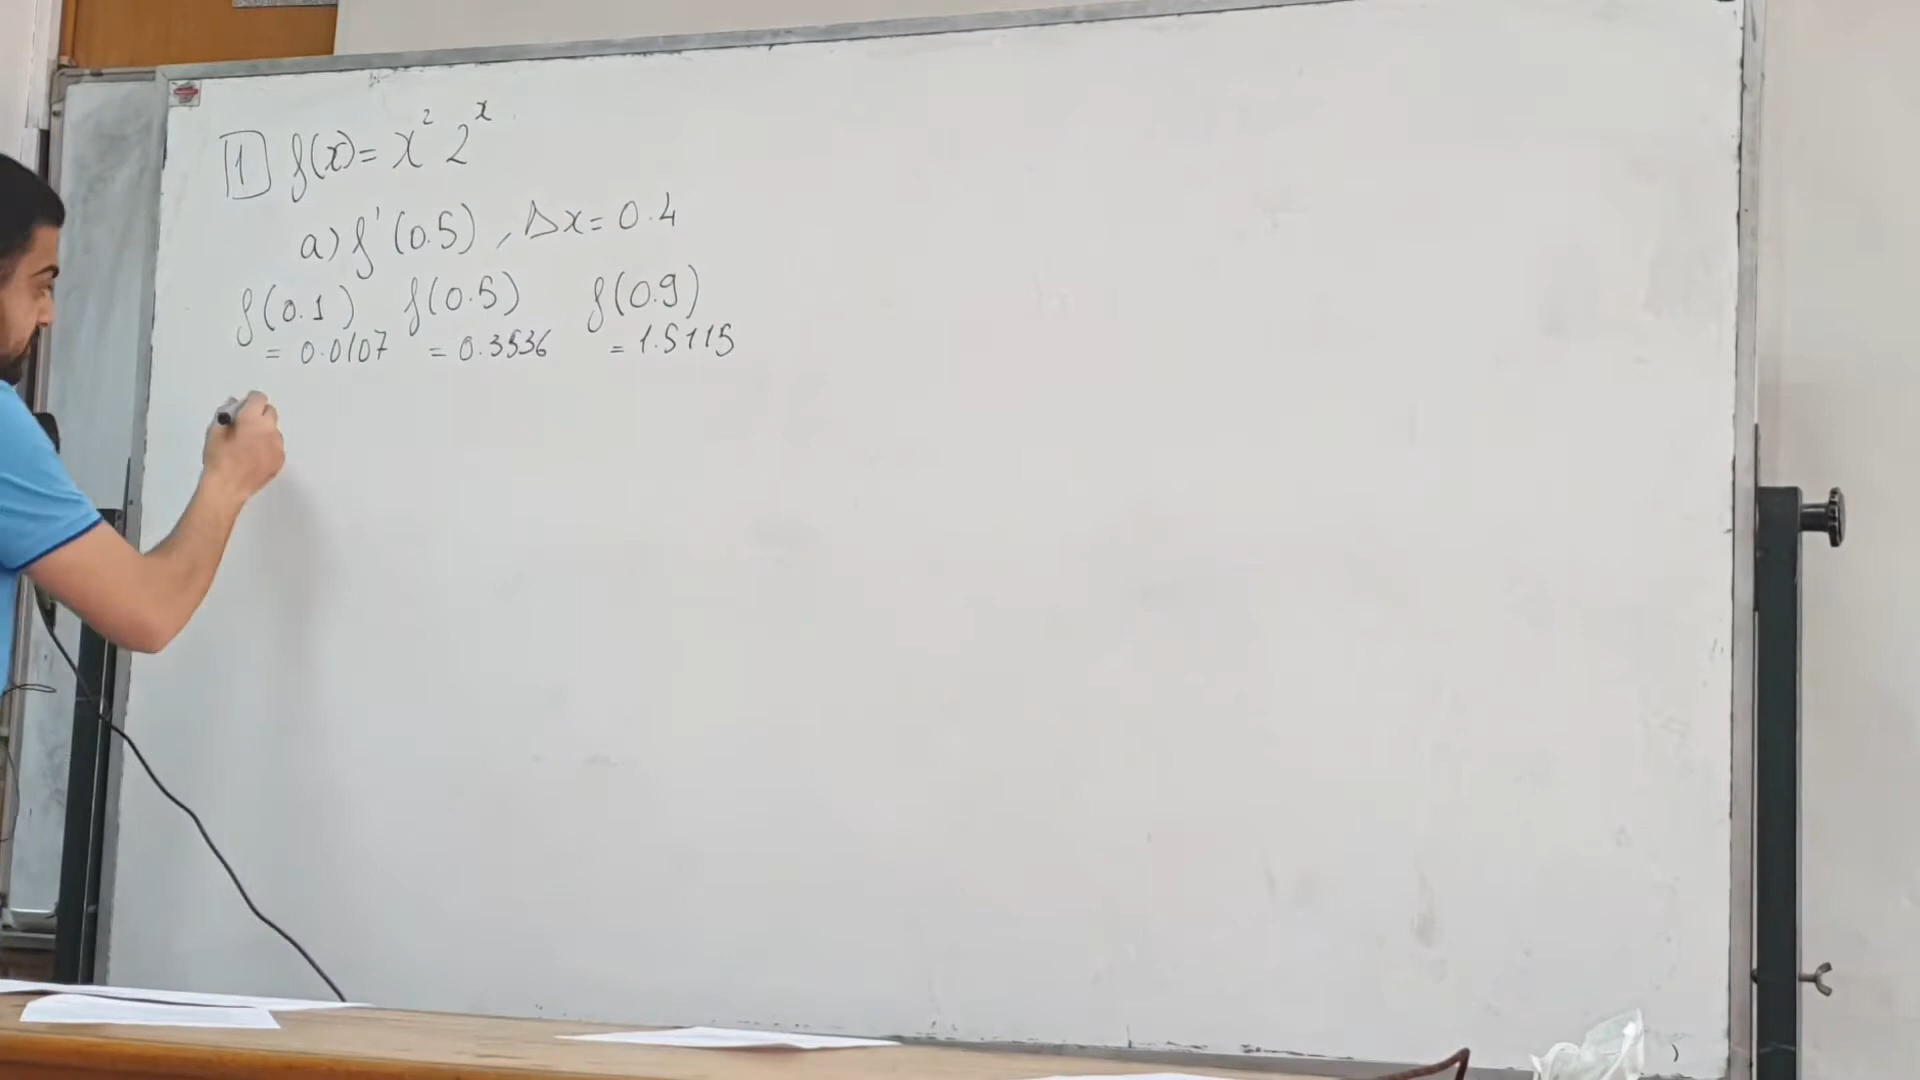 1 f(x) = x² 2ˣ
a) f'(0.5), Δx = 0.4
f(0.1) f(0.5) f(0.9)
= 0.0107 = 0.3536 = 1.5115